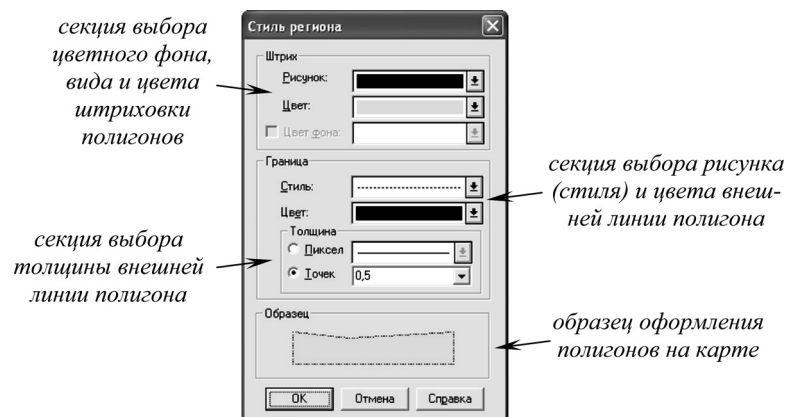 секция выбора
цветного фона,
вида и цвета
штриховки
полигонов
Стиль региона
Штрих
Рисунок:
Цвет:
Цвет фона:
Граница
Стиль:
Цвет:
Толщина
Пиксел
Точек 0,5
секция выбора рисунка
(стиля) и цвета внеш-
ней линии полигона
секция выбора
толщины внешней
линии полигона
Образец
образец оформления
полигонов на карте
OK Отмена Справка